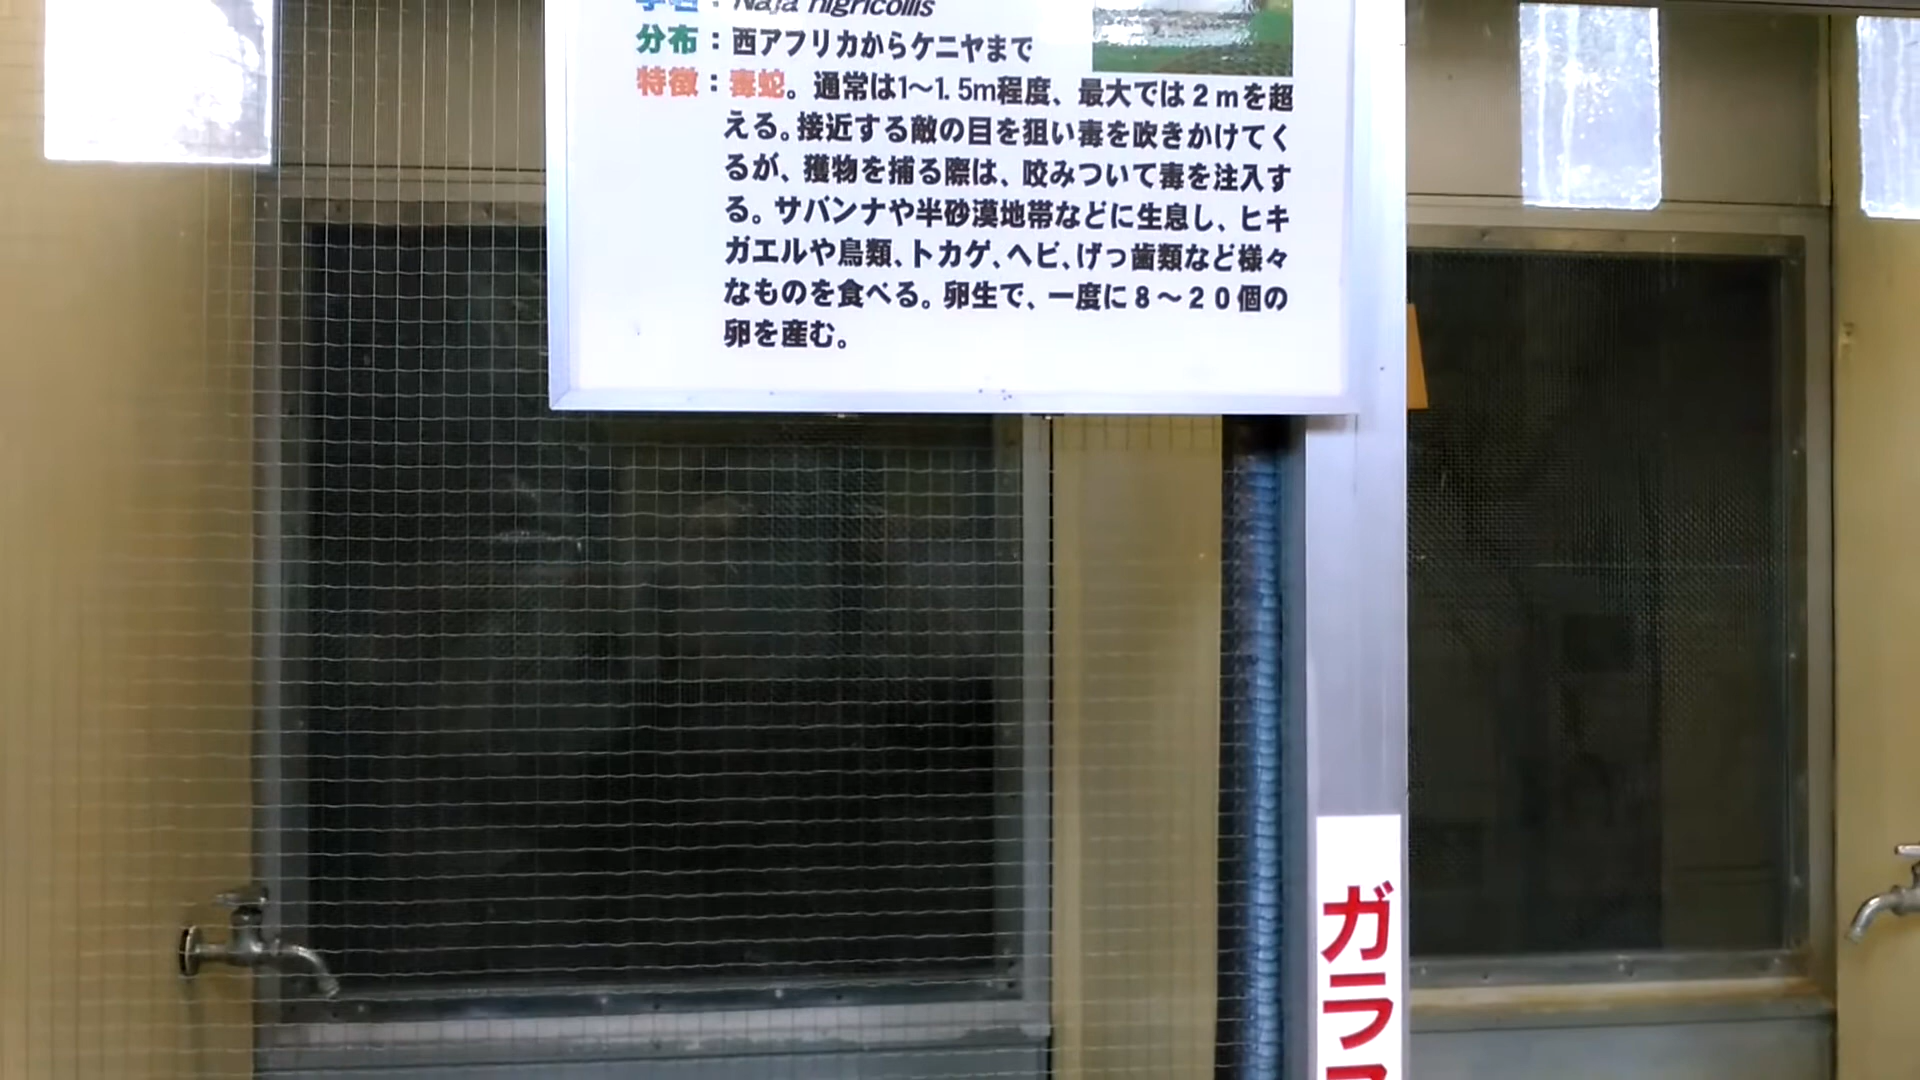 学名：Naja nigricollis
分布：西アフリカからケニヤまで
特徴：毒蛇。通常は1～1.5m程度、最大では２ｍを超
える。接近する敵の目を狙い毒を吹きかけてく
るが、獲物を捕る際は、咬みついて毒を注入す
る。サバンナや半砂漠地帯などに生息し、ヒキ
ガエルや鳥類、トカゲ、ヘビ、げっ歯類など様々
なものを食べる。卵生で、一度に８～２０個の
卵を産む。
ガラ